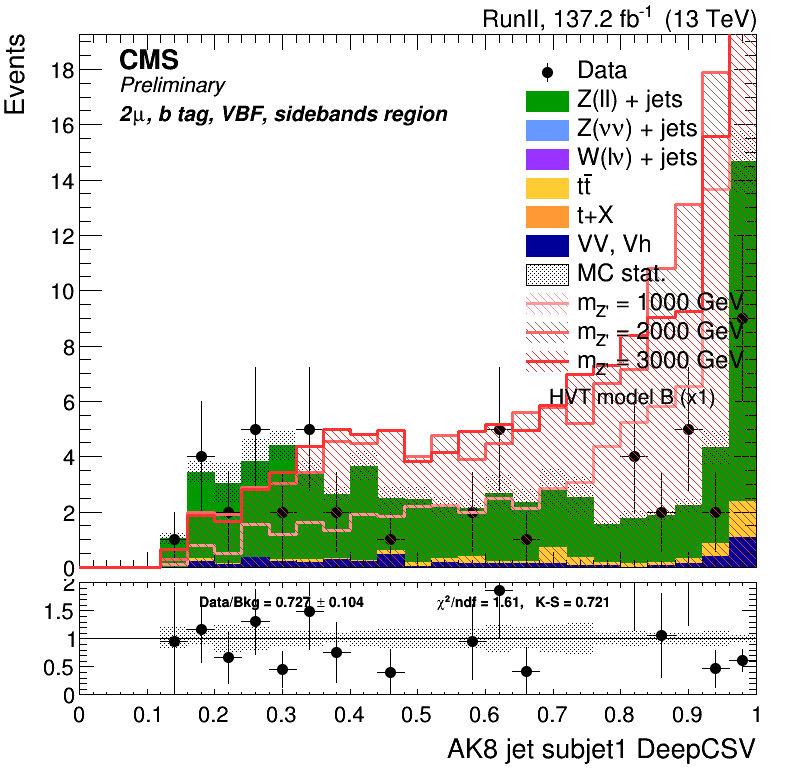 RunII, 137.2 fb⁻¹ (13 TeV)
CMS
Preliminary
2μ, b tag, VBF, sidebands region
Events
18
16
14
12
10
8
6
4
2
0
Data
Z(ll) + jets
Z(νν) + jets
W(lν) + jets
tt̄
t+X
VV, Vh
MC stat.
m_Z' = 1000 GeV
m_Z' = 2000 GeV
m_Z' = 3000 GeV
HVT model B (x1)
2
1.5
1
0.5
0
Data/Bkg = 0.727 ± 0.104
χ²/ndf = 1.61, K-S = 0.721
0 0.1 0.2 0.3 0.4 0.5 0.6 0.7 0.8 0.9 1
AK8 jet subjet1 DeepCSV